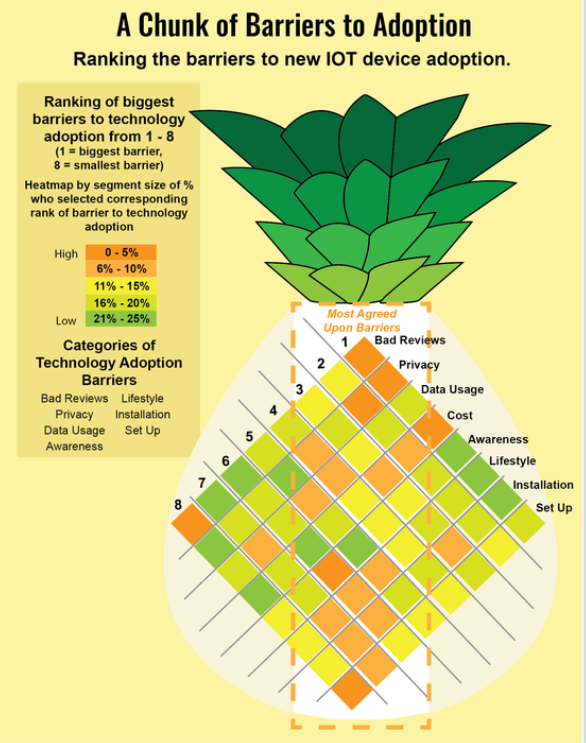 A Chunk of Barriers to Adoption
Ranking the barriers to new IOT device adoption.
Ranking of biggest
barriers to technology
adoption from 1 - 8
(1 = biggest barrier,
8 = smallest barrier)
Heatmap by segment size of %
who selected corresponding
rank of barrier to technology
adoption
High
0 - 5%
6% - 10%
11% - 15%
16% - 20%
Low
21% - 25%
Categories of
Technology Adoption
Barriers
Bad Reviews Lifestyle
Privacy Installation
Data Usage Set Up
Awareness
Most Agreed
Upon Barriers
1
2
3
4
5
6
7
8
Bad Reviews
Privacy
Data Usage
Cost
Awareness
Lifestyle
Installation
Set Up